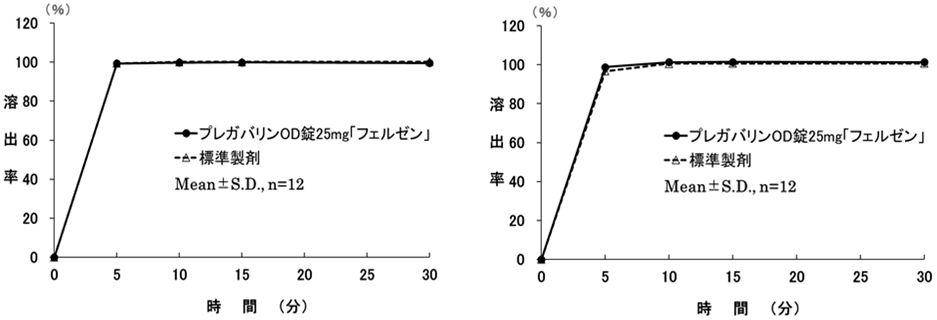 (%)
120
100
80
60
40
20
0
溶出率
プレガバリンOD錠25mg｢フェルゼン｣
標準製剤
Mean±S.D., n=12
0 5 10 15 20 25 30
時 間 (分)
(%)
120
100
80
60
40
20
0
溶出率
プレガバリンOD錠25mg｢フェルゼン｣
標準製剤
Mean±S.D., n=12
0 5 10 15 20 25 30
時 間 (分)